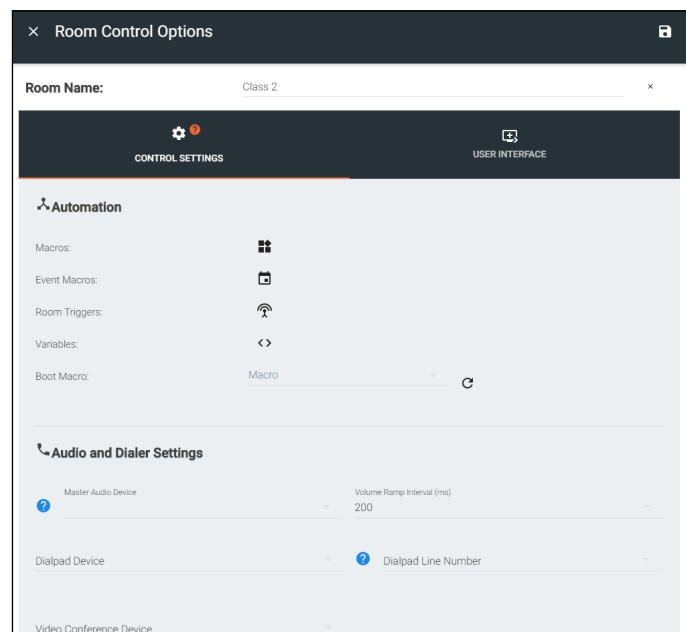 Room Control Options
Room Name: Class 2
CONTROL SETTINGS
USER INTERFACE
Automation
Macros:
Event Macros:
Room Triggers:
Variables:
Boot Macro: Macro
Audio and Dialer Settings
Master Audio Device
Volume Ramp Interval (ms)
200
Dialpad Device
Dialpad Line Number
Video Conference Device